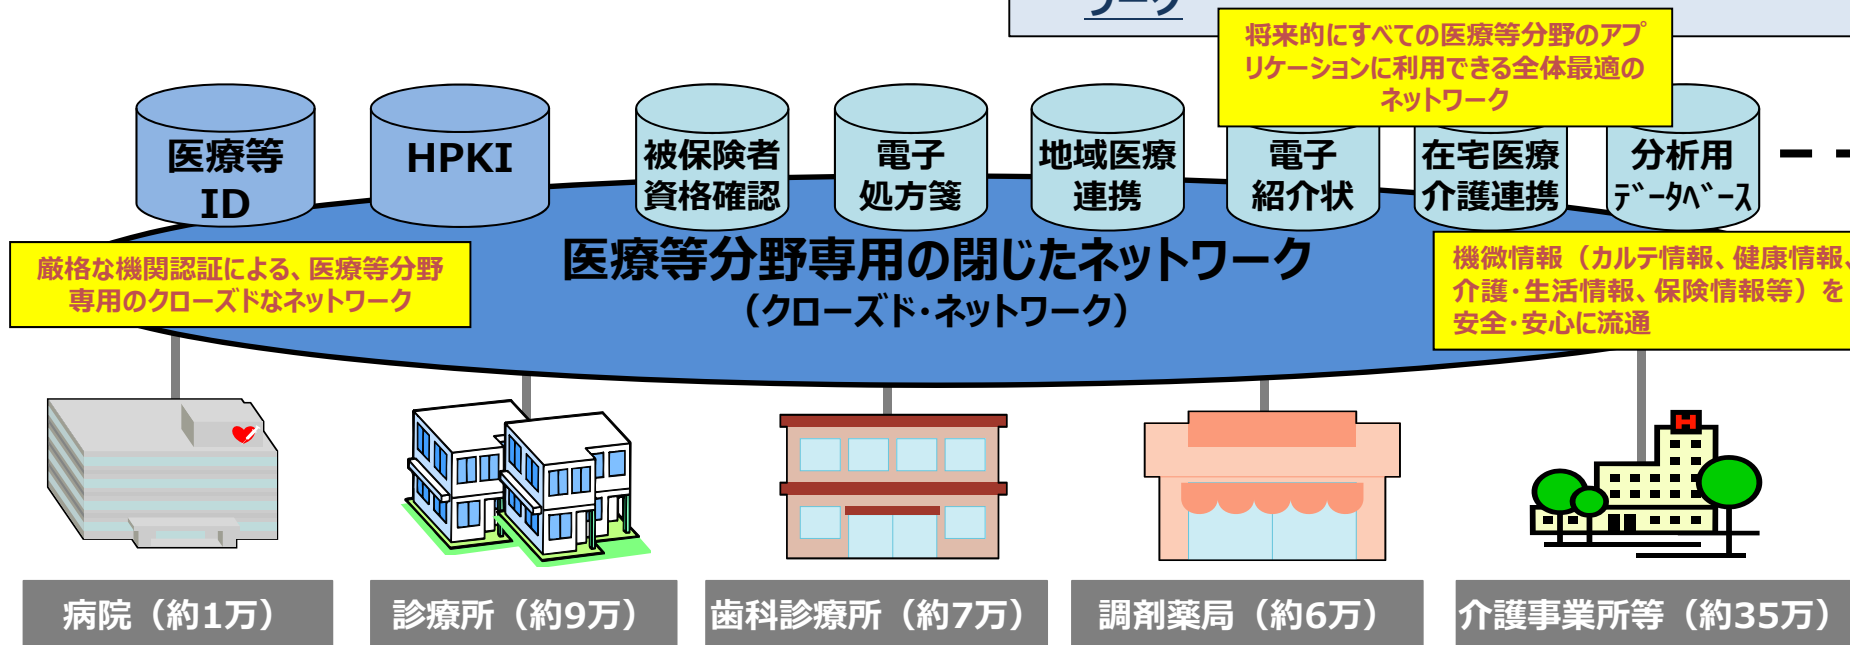 ワーク
将来的にすべての医療等分野のアプ
リケーションに利用できる全体最適の
ネットワーク
医療等
ID
HPKI
被保険者
資格確認
電子
処方箋
地域医療
連携
電子
紹介状
在宅医療
介護連携
分析用
ﾃﾞｰﾀﾍﾞｰｽ
医療等分野専用の閉じたネットワーク
（クローズド・ネットワーク）
厳格な機関認証による、医療等分野
専用のクローズドなネットワーク
機微情報（カルテ情報、健康情報、
介護・生活情報、保険情報等）を
安全・安心に流通
H
病院（約1万）
診療所（約9万）
歯科診療所（約7万）
調剤薬局（約6万）
介護事業所等（約35万）